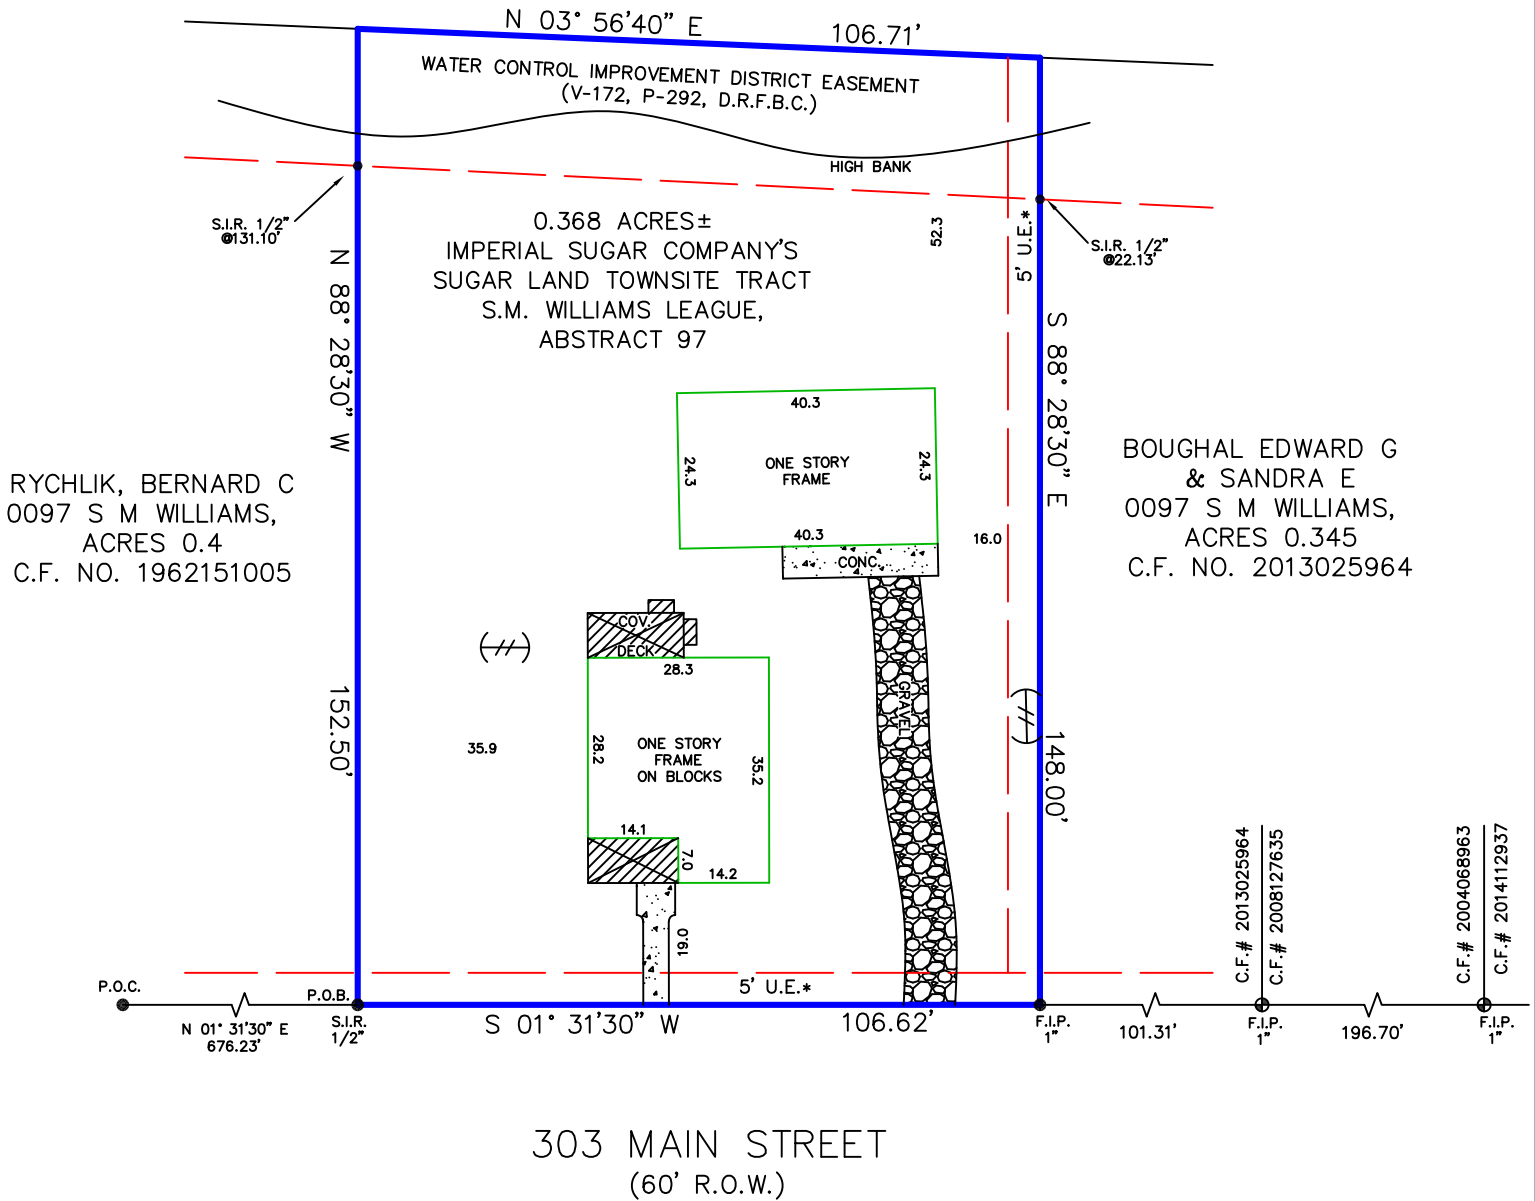 N 03° 56'40" E
106.71'
WATER CONTROL IMPROVEMENT DISTRICT EASEMENT
(V-172, P-292, D.R.F.B.C.)
HIGH BANK
S.I.R. 1/2"
@131.10'
0.368 ACRES±
IMPERIAL SUGAR COMPANY'S
SUGAR LAND TOWNSITE TRACT
S.M. WILLIAMS LEAGUE,
ABSTRACT 97
52.3
5' U.E.*
S.I.R. 1/2"
@22.13'
N 88° 28'30" W
152.50'
S 88° 28'30" E
148.00'
RYCHLIK, BERNARD C
0097 S M WILLIAMS,
ACRES 0.4
C.F. NO. 1962151005
BOUGHAL EDWARD G
& SANDRA E
0097 S M WILLIAMS,
ACRES 0.345
C.F. NO. 2013025964
40.3
24.3
ONE STORY
FRAME
24.3
40.3
16.0
CONC.
GRAVEL
COV.
DECK
28.3
35.9
28.2
ONE STORY
FRAME
ON BLOCKS
35.2
14.1
7.0
14.2
16.0
5' U.E.*
P.O.C.
P.O.B.
N 01° 31'30" E
676.23'
S.I.R.
1/2"
S 01° 31'30" W
106.62'
F.I.P.
1"
101.31'
C.F.# 2013025964
C.F.# 2008127635
F.I.P.
1"
196.70'
C.F.# 2004068963
C.F.# 2014112937
F.I.P.
1"
303 MAIN STREET
(60' R.O.W.)